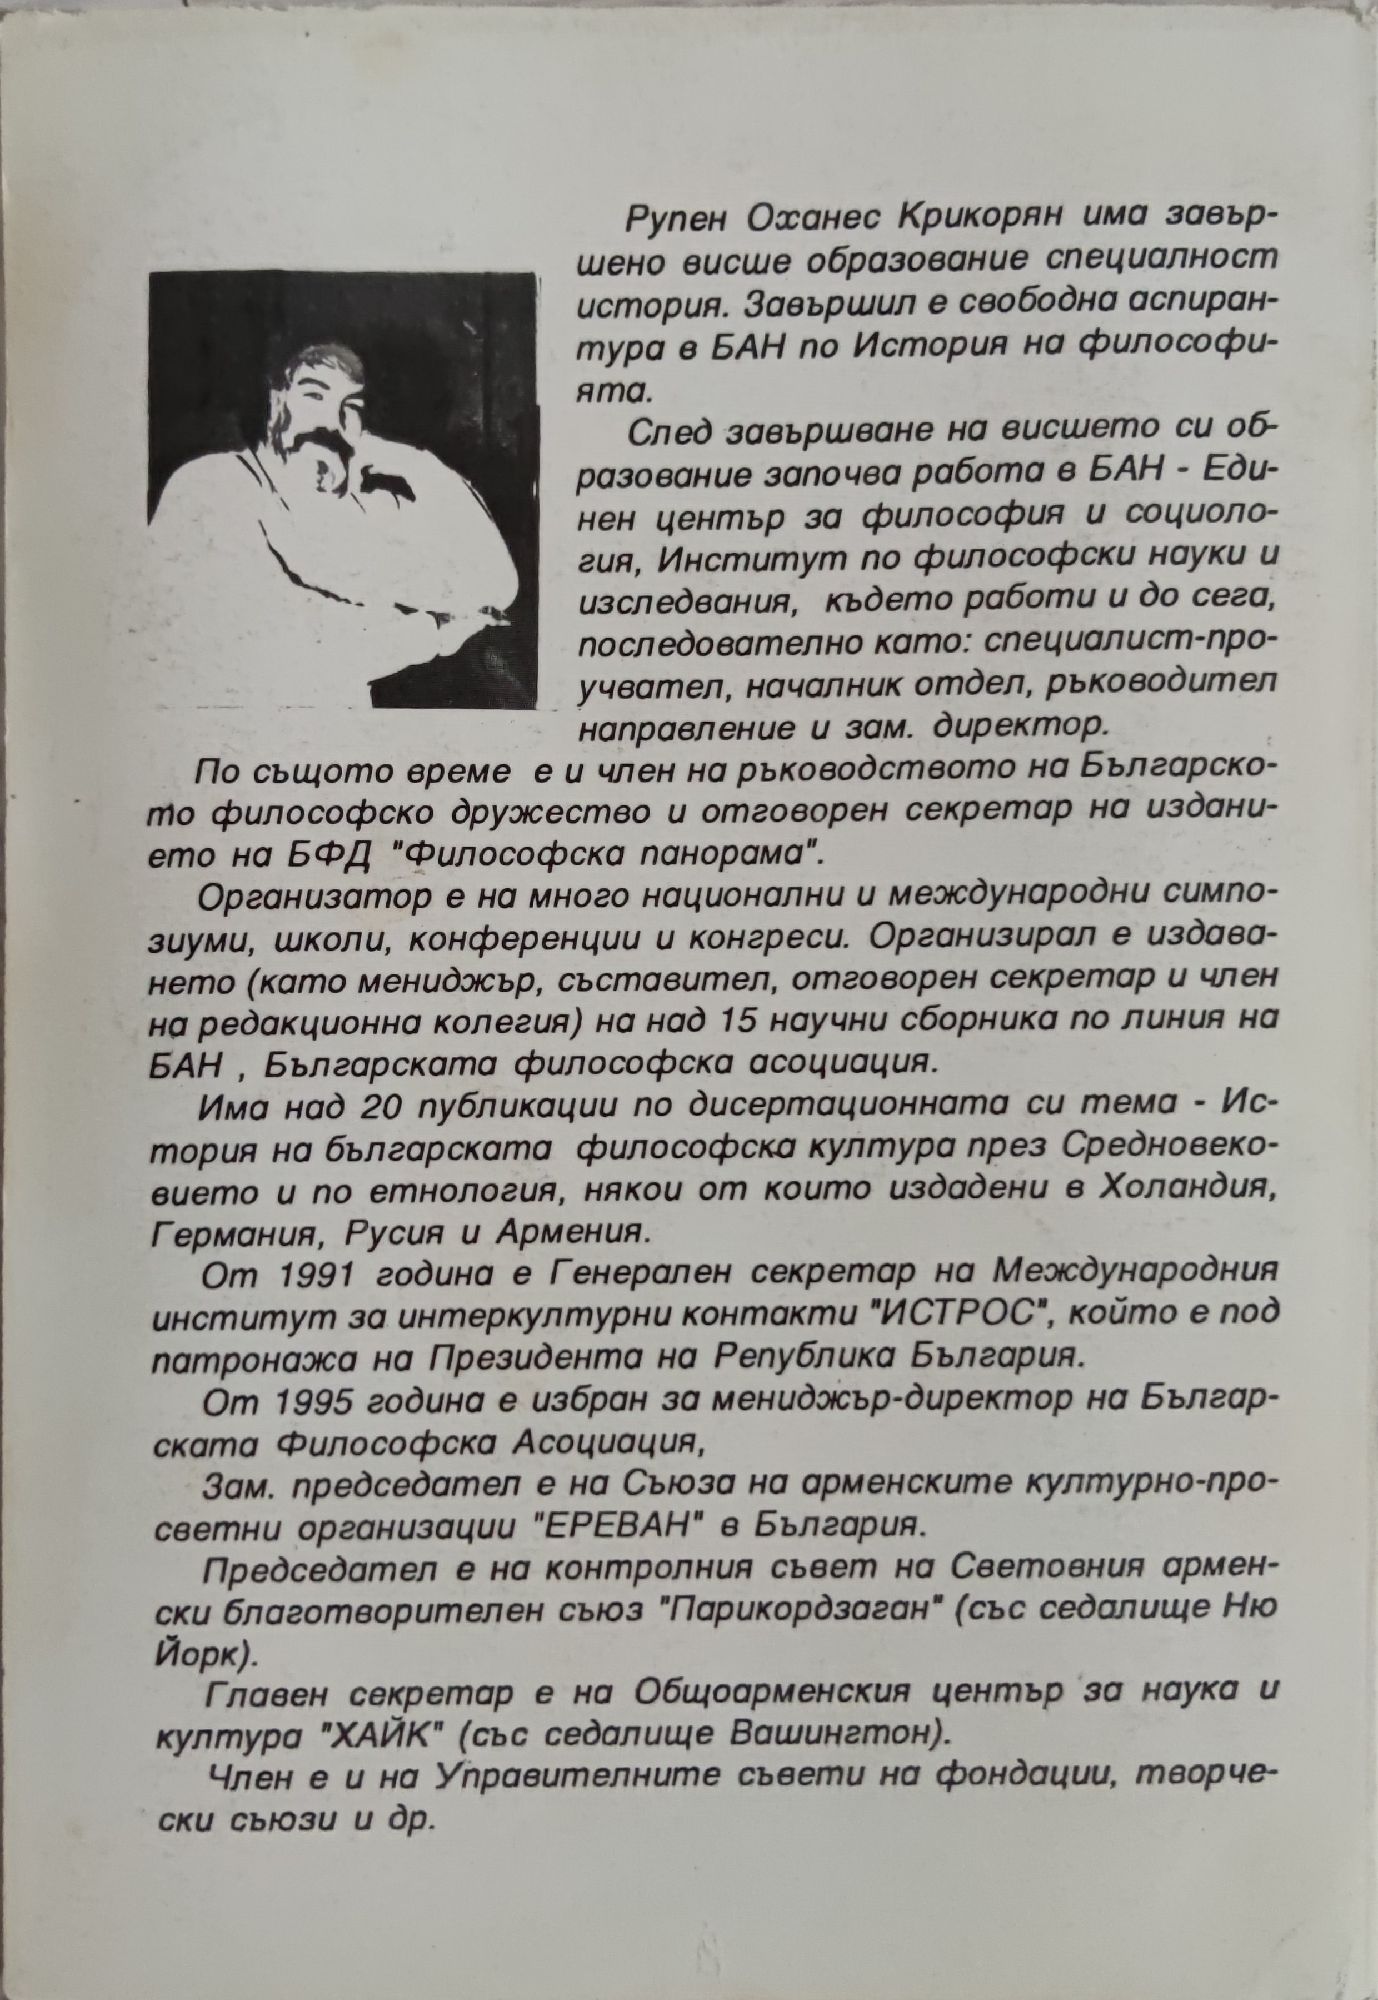 Рупен Оханес Крикорян има завър-
шено висше образование специалност
история. Завършил е свободна аспиран-
тура в БАН по История на философи-
ята.
След завършване на висшето си об-
разование започва работа в БАН - Еди-
нен център за философия и социоло-
гия, Институт по философски науки и
изследвания, където работи и до сега,
последователно като: специалист-про-
учвател, началник отдел, ръководител
направление и зам. директор.
По същото време е и член на ръководството на Българско-
то философско дружество и отговорен секретар на издани-
ето на БФД "Философска панорама".
Организатор е на много национални и международни симпо-
зиуми, школи, конференции и конгреси. Организирал е издава-
нето (като мениджър, съставител, отговорен секретар и член
на редакционна колегия) на над 15 научни сборника по линия на
БАН , Българската философска асоциация.
Има над 20 публикации по дисертационната си тема - Ис-
тория на българската философска култура през Средновеко-
вието и по етнология, някои от които издадени в Холандия,
Германия, Русия и Армения.
От 1991 година е Генерален секретар на Международния
институт за интеркултурни контакти "ИСТРОС", който е под
патронажа на Президента на Република България.
От 1995 година е избран за мениджър-директор на Българ-
ската Философска Асоциация,
Зам. председател е на Съюза на арменските културно-про-
светни организации "ЕРЕВАН" в България.
Председател е на контролния съвет на Световния армен-
ски благотворителен съюз "Парикордзаган" (със седалище Ню
Йорк).
Главен секретар е на Общоарменския център за наука и
култура "ХАЙК" (със седалище Вашингтон).
Член е и на Управителните съвети на фондации, творче-
ски съюзи и др.